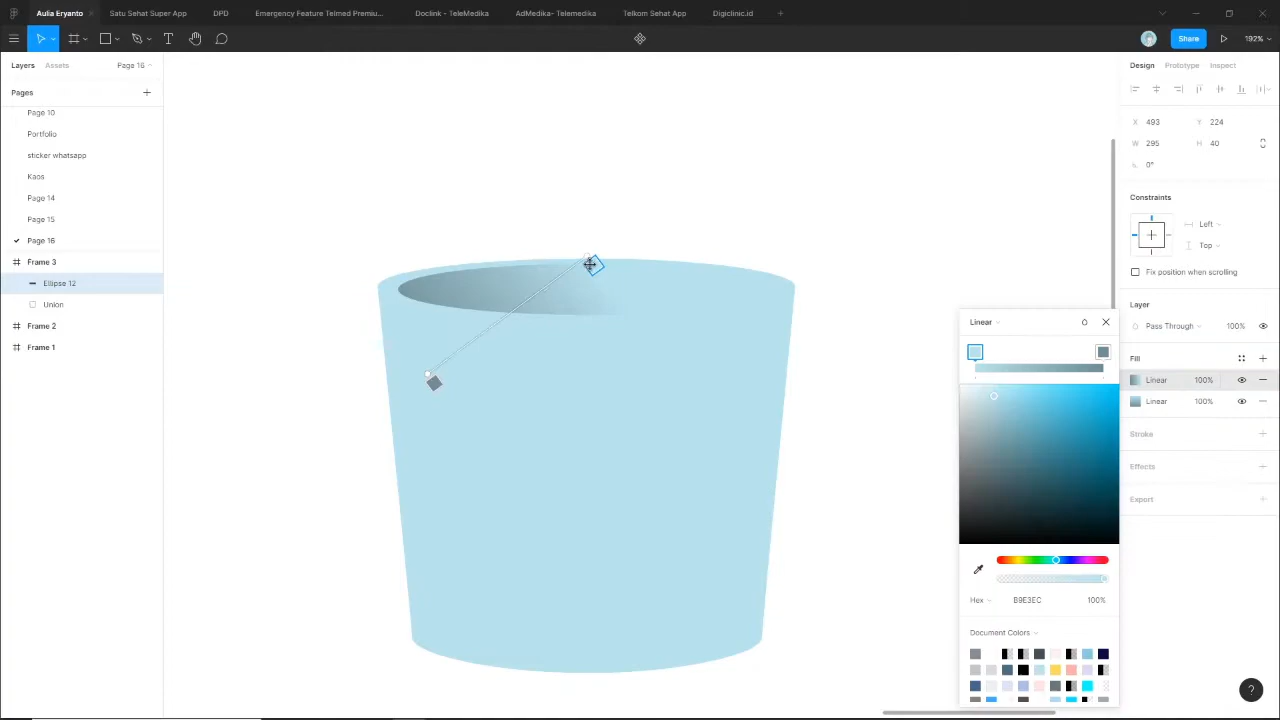 Aulia Eryanto
Satu Sehat Super App
DPD
Emergency Feature Telmed Premiu...
Doclink - TeleMedika
AdMedika- Telemedika
Telkom Sehat App
Digiclinic.id
Share
192%
Layers
Assets
Page 16
Design
Prototype
Inspect
Pages
Page 10
Portfolio
sticker whatsapp
Kaos
Page 14
Page 15
Page 16
Frame 3
Ellipse 12
Union
Frame 2
Frame 1
X 493 Y 224
W 295 H 40
0°
Constraints
Left
Top
Fix position when scrolling
Layer
Pass Through 100%
Fill
Linear 100%
Linear 100%
Stroke
Effects
Export
Linear
Hex B9E3EC 100%
Document Colors
?